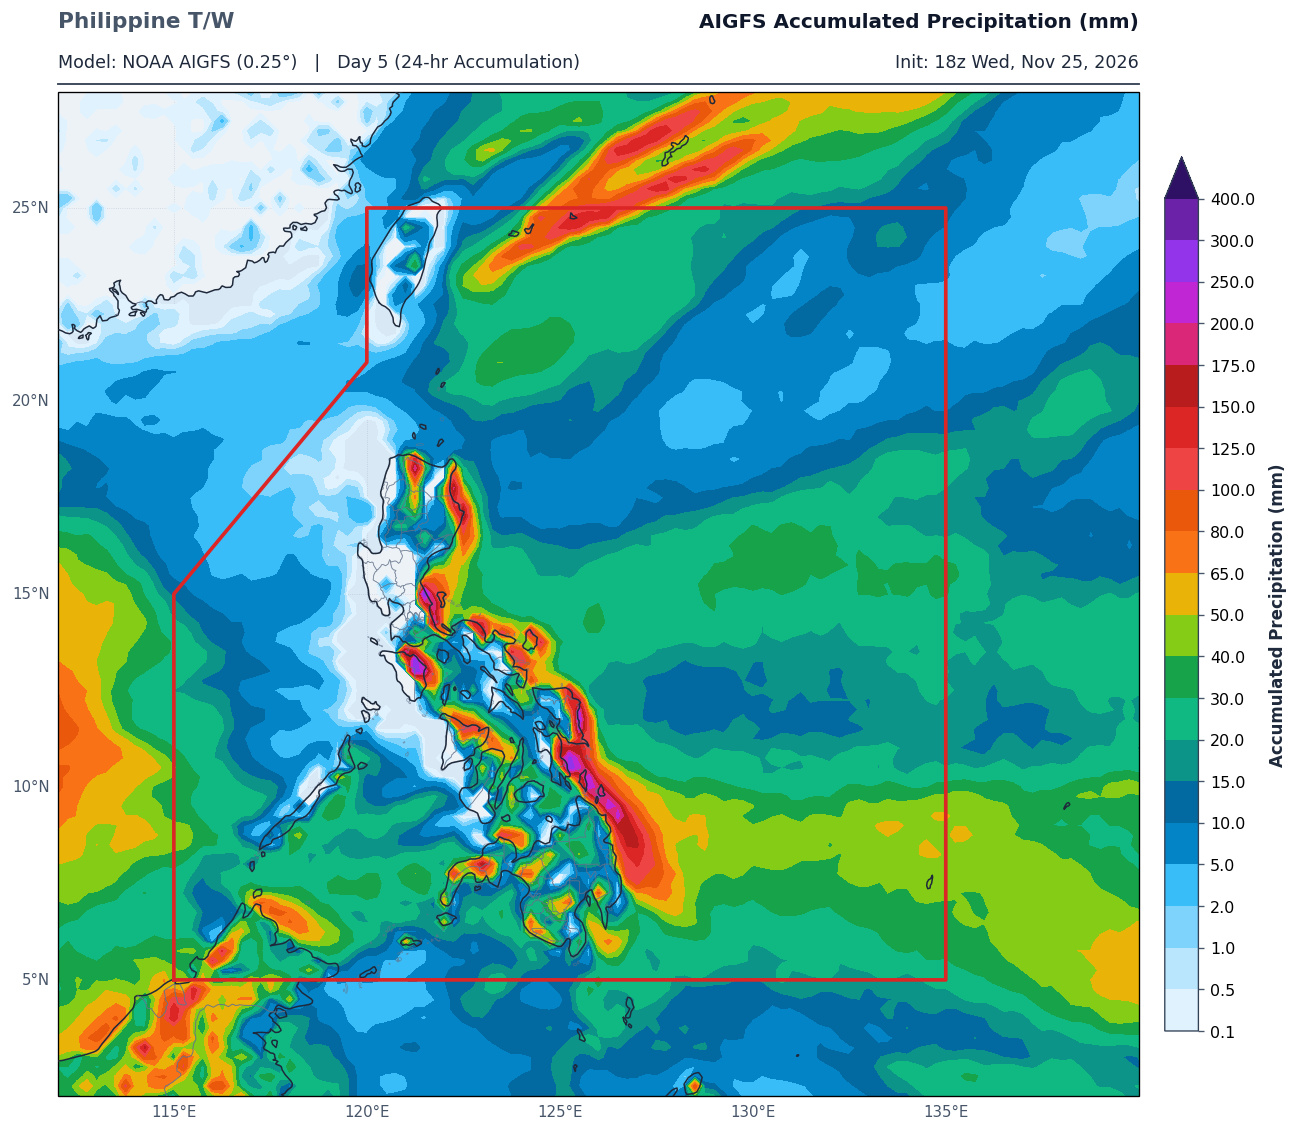 Philippine T/W
AIGFS Accumulated Precipitation (mm)
Model: NOAA AIGFS (0.25°) | Day 5 (24-hr Accumulation)
Init: 18z Wed, Nov 25, 2026
25°N
20°N
15°N
10°N
5°N
115°E
120°E
125°E
130°E
135°E
400.0
300.0
250.0
200.0
175.0
150.0
125.0
100.0
80.0
65.0
50.0
40.0
30.0
20.0
15.0
10.0
5.0
2.0
1.0
0.5
0.1
Accumulated Precipitation (mm)